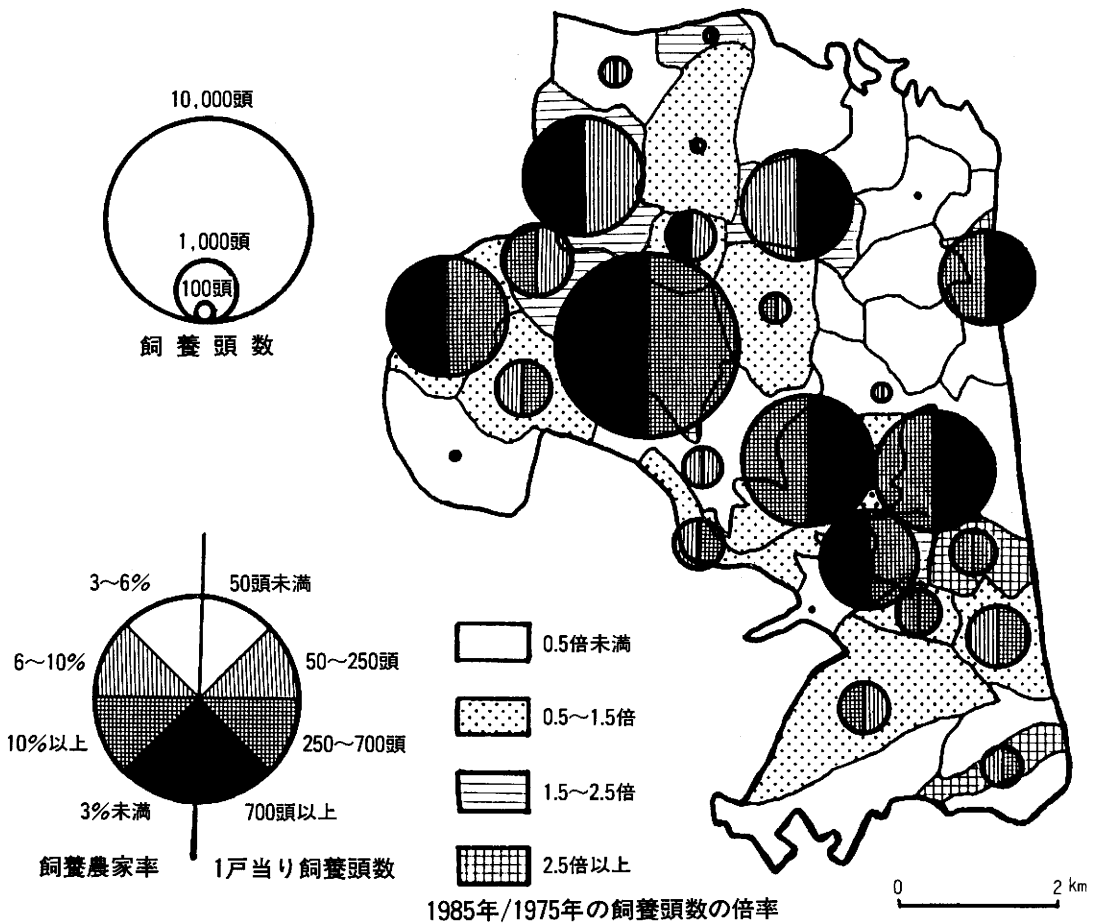 10,000頭
1,000頭
100頭
飼養頭数
3～6%
50頭未満
6～10%
50～250頭
10%以上
250～700頭
3%未満
700頭以上
飼養農家率
1戸当り飼養頭数
0.5倍未満
0.5～1.5倍
1.5～2.5倍
2.5倍以上
1985年/1975年の飼養頭数の倍率
0 2 km